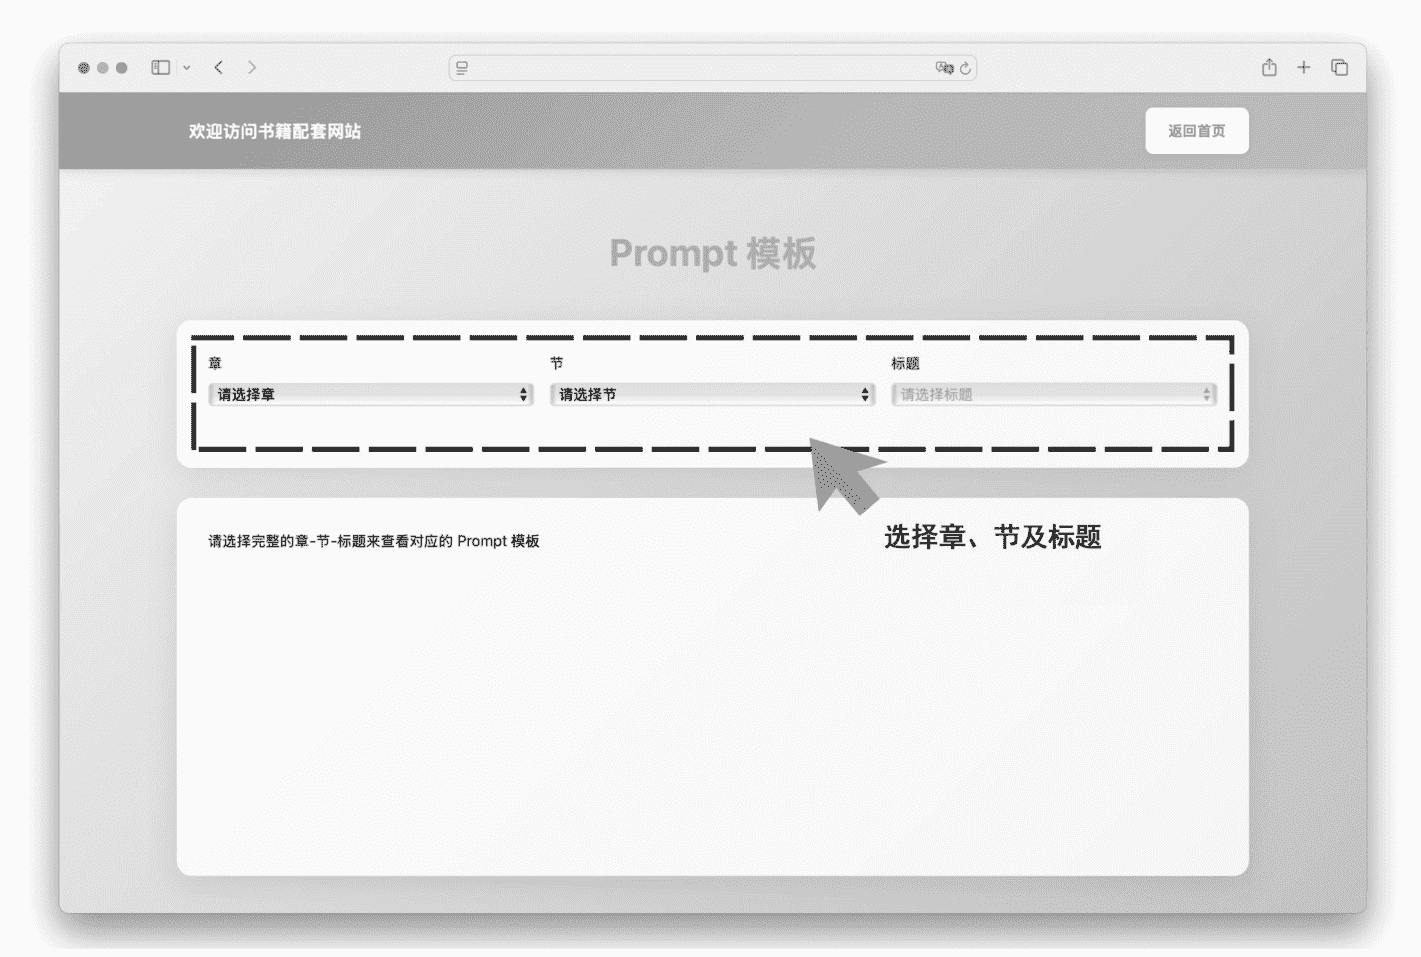 欢迎访问书籍配套网站
返回首页
Prompt 模板
章
节
标题
请选择章
请选择节
请选择标题
请选择完整的章-节-标题来查看对应的 Prompt 模板
选择章、节及标题